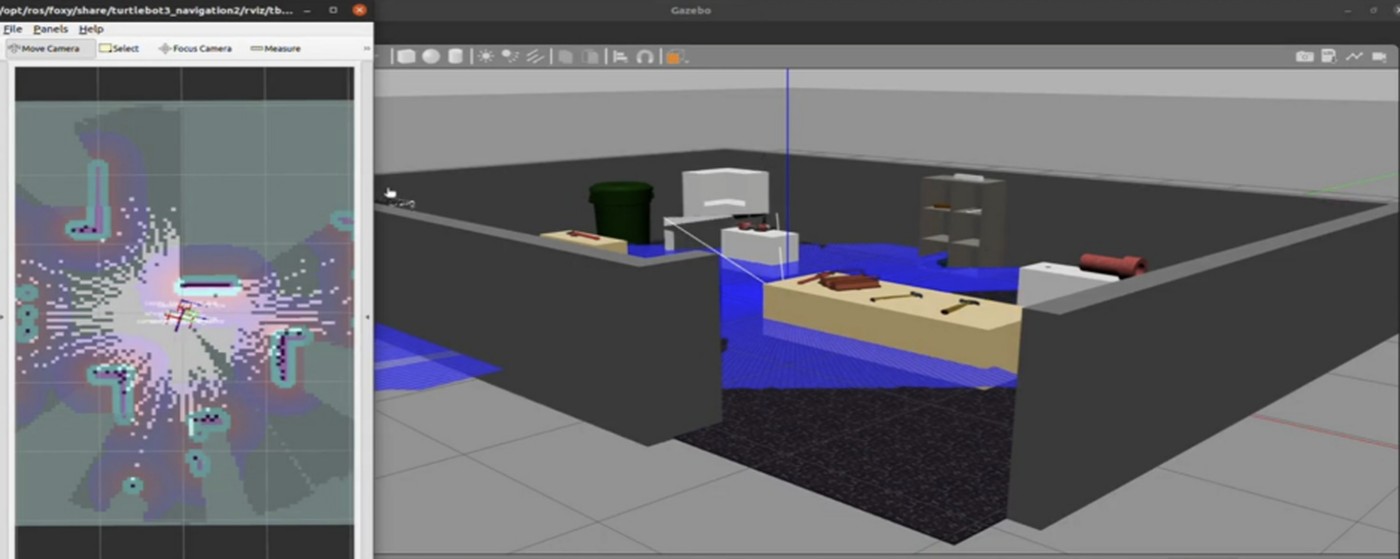 /opt/ros/foxy/share/turtlebot3_navigation2/rviz/tb...
Gazebo
File Panels Help
Move Camera Select Focus Camera Measure